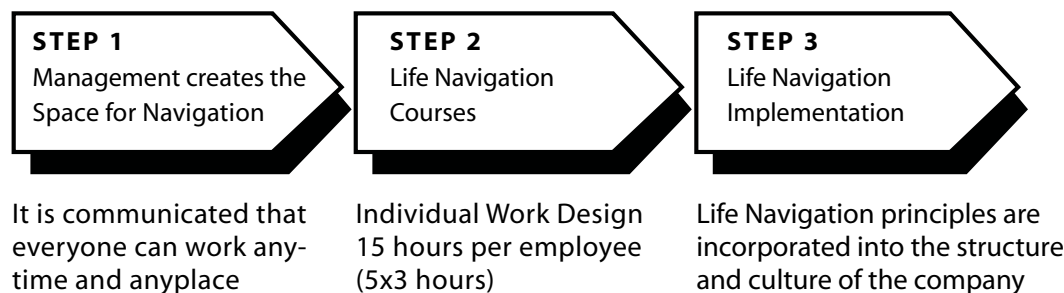 STEP 1
Management creates the
Space for Navigation
STEP 2
Life Navigation
Courses
STEP 3
Life Navigation
Implementation
It is communicated that
everyone can work any-
time and anyplace
Individual Work Design
15 hours per employee
(5x3 hours)
Life Navigation principles are
incorporated into the structure
and culture of the company